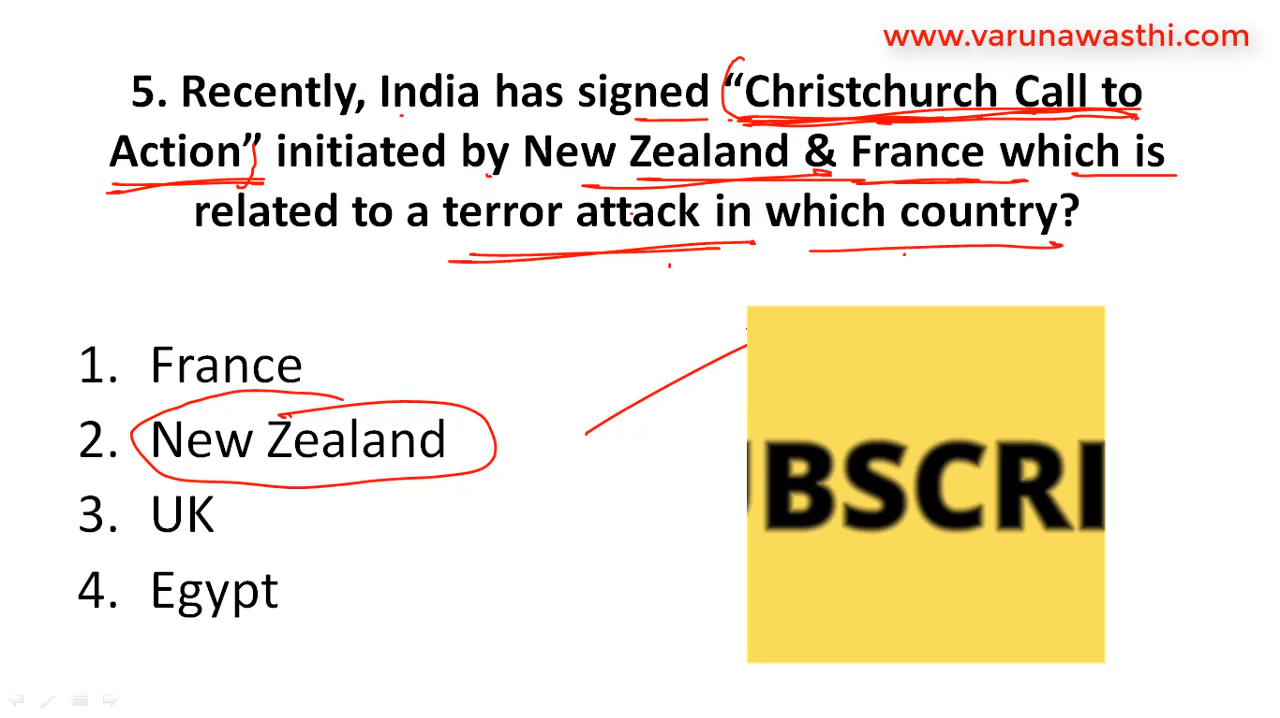 www.varunawasthi.com
5. Recently, India has signed “Christchurch Call to
Action” initiated by New Zealand & France which is
related to a terror attack in which country?
1. France
2. New Zealand
3. UK
4. Egypt
UBSCRI